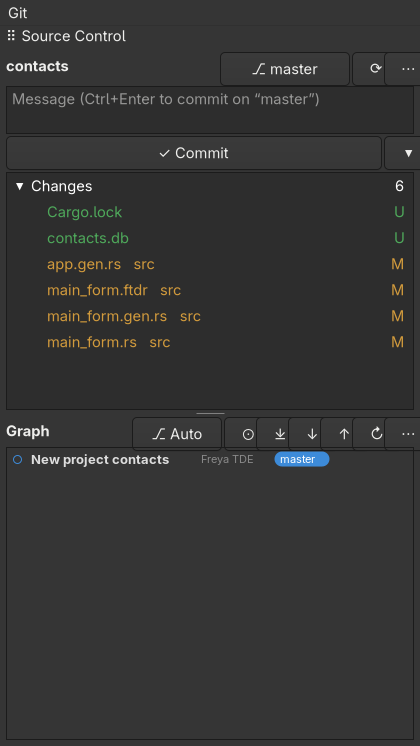 Git
Source Control
contacts master
Message (Ctrl+Enter to commit on “master”)
✓ Commit
Changes 6
Cargo.lock U
contacts.db U
app.gen.rs src M
main_form.ftdr src M
main_form.gen.rs src M
main_form.rs src M
Graph Auto
New project contacts Freya TDE master